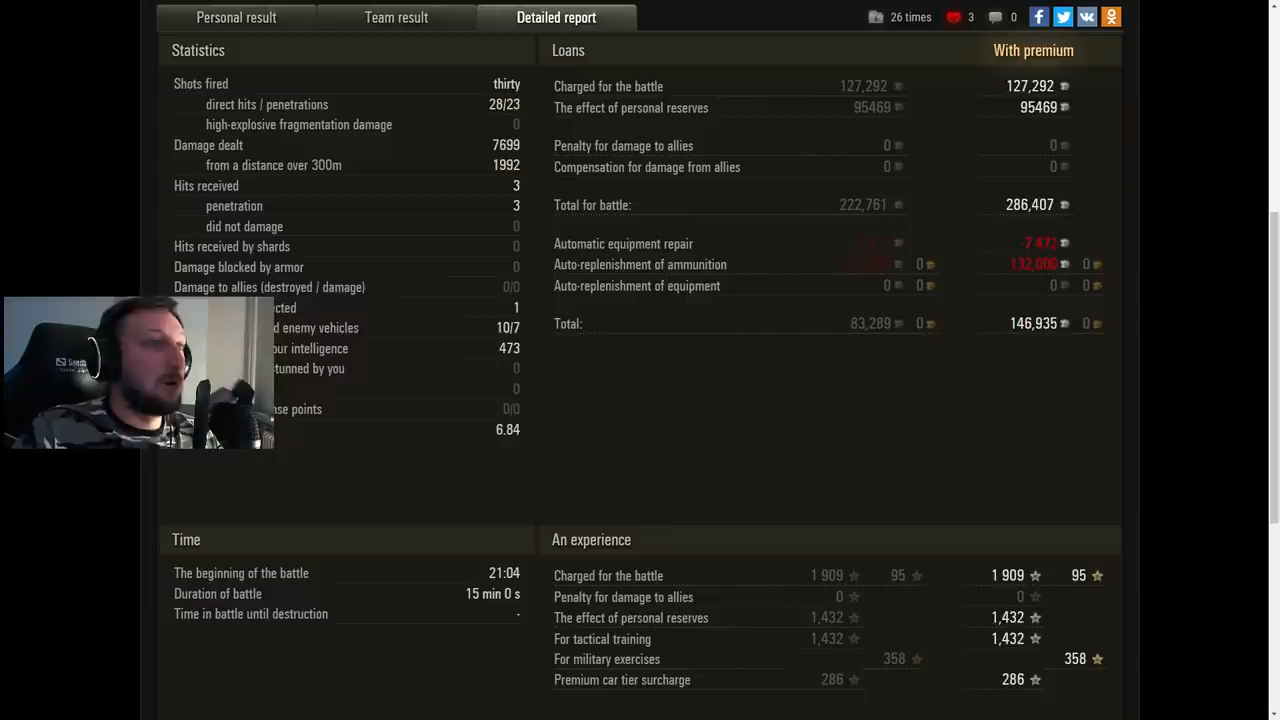 Personal result Team result Detailed report 26 times 3 0
Statistics
Shots fired thirty
direct hits / penetrations 28/23
high-explosive fragmentation damage 0
Damage dealt 7699
from a distance over 300m 1992
Hits received 3
penetration 3
did not damage 0
Hits received by shards 0
Damage blocked by armor 0
Damage to allies (destroyed / damage) 0/0
ected 1
d enemy vehicles 10/7
our intelligence 473
stunned by you 0
0
nse points 0/0
6.84
Loans With premium
Charged for the battle 127,292 127,292
The effect of personal reserves 95469 95469
Penalty for damage to allies 0 0
Compensation for damage from allies 0 0
Total for battle: 222,761 286,407
Automatic equipment repair -7 472
Auto-replenishment of ammunition 0 132,000 0
Auto-replenishment of equipment 0 0 0 0
Total: 83,289 0 146,935 0
Time
The beginning of the battle 21:04
Duration of battle 15 min 0 s
Time in battle until destruction -
An experience
Charged for the battle 1 909 95 1 909 95
Penalty for damage to allies 0 0
The effect of personal reserves 1,432 1,432
For tactical training 1,432 1,432
For military exercises 358 358
Premium car tier surcharge 286 286